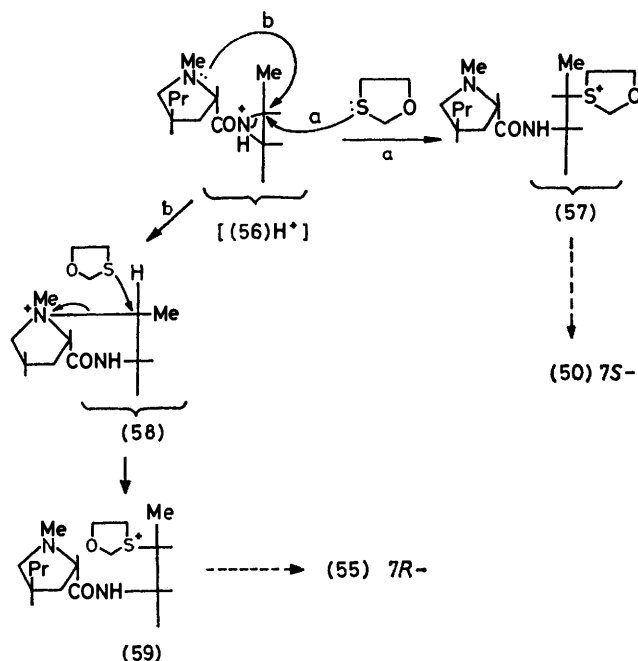 b
Me
N:
Me
Pr
+
a
:S
O
CON
H
a
[(56)H⁺]
Me
N
Me
S⁺
O
Pr
CONH
(57)
b
O
S
H
Me
+N
Me
CONH
(58)
(50) 7S-
Me
N
Me
O
S⁺
Pr
CONH
(59)
(55) 7R-